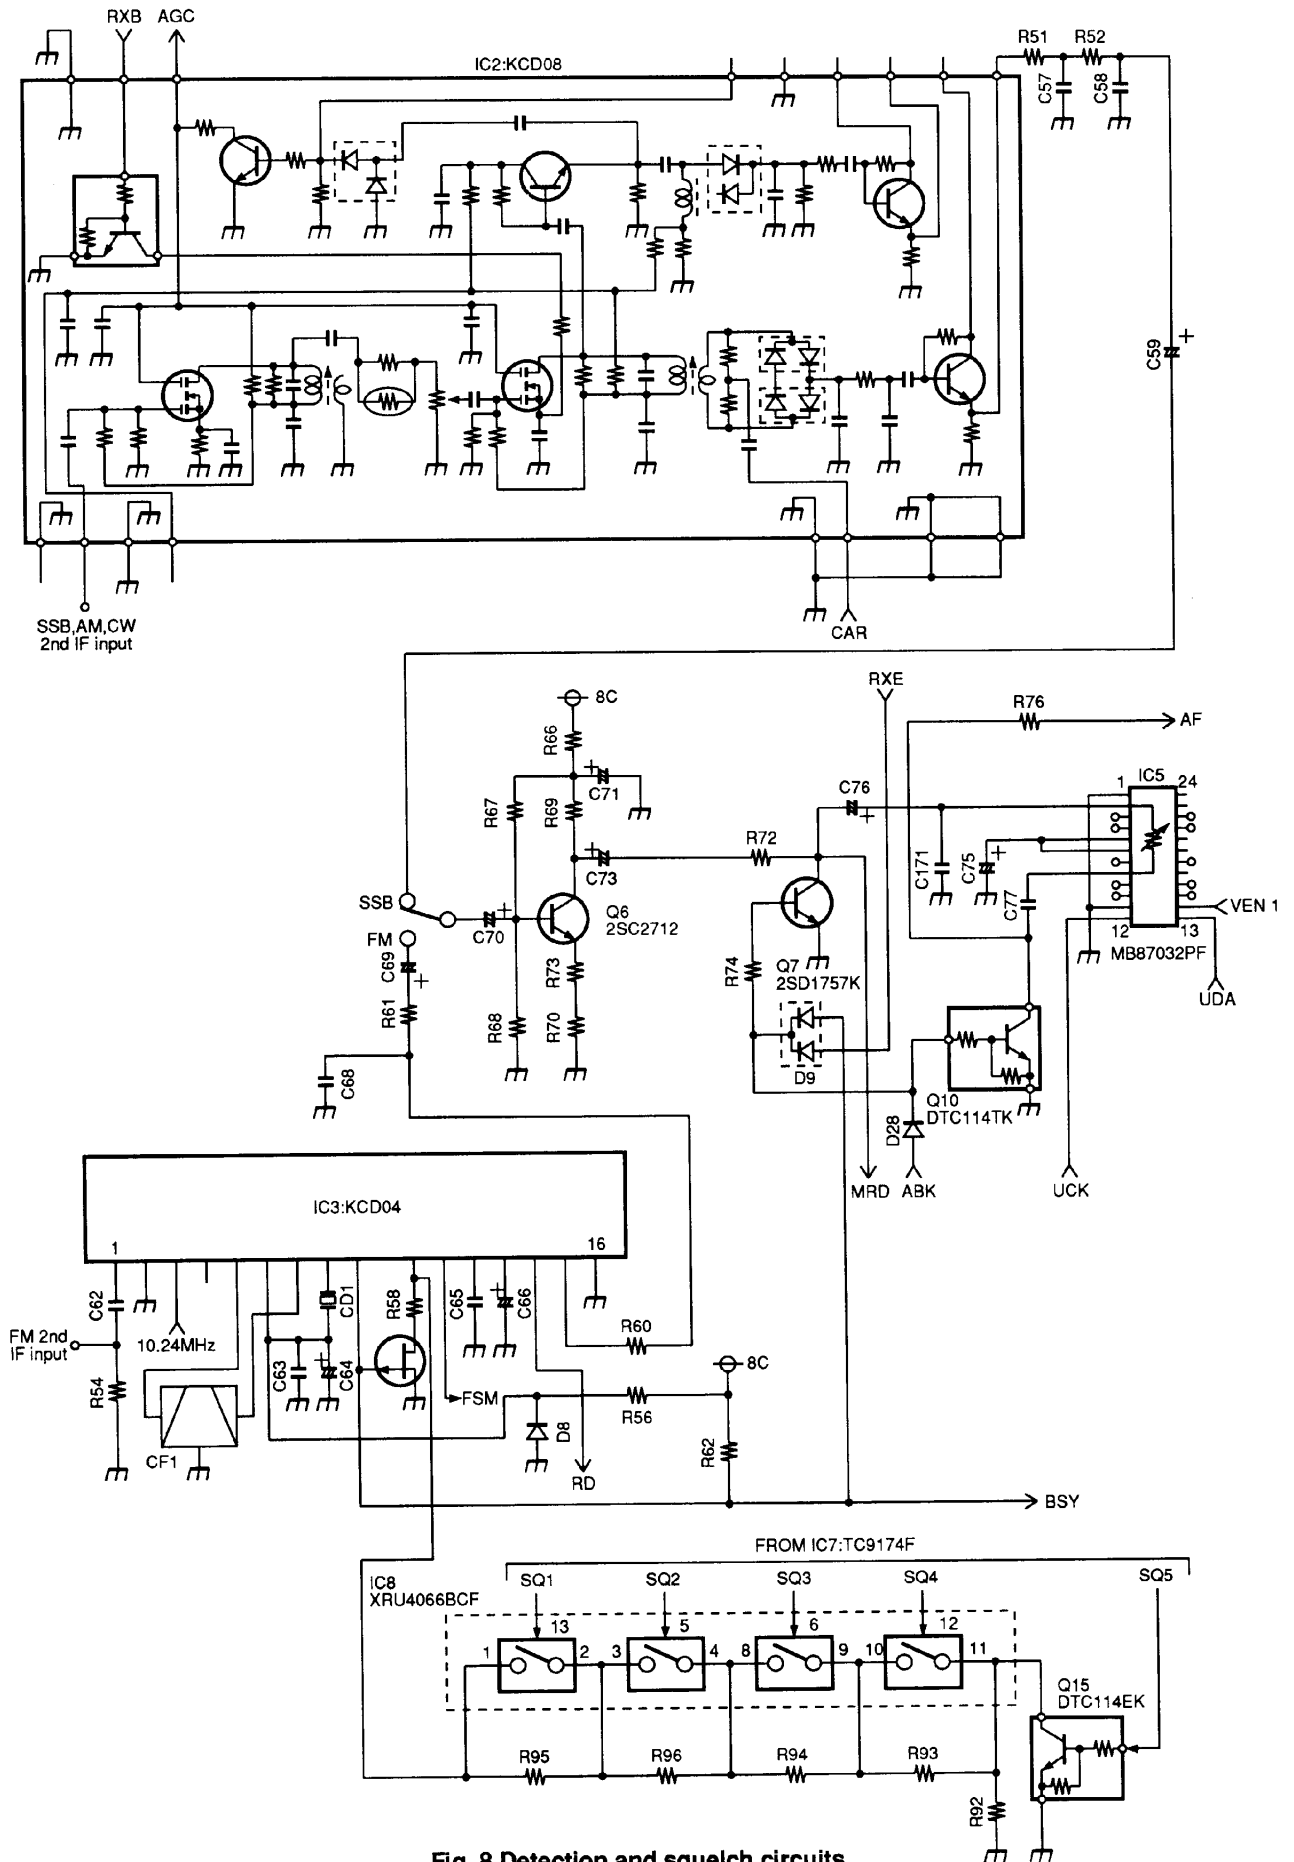 RXB AGC
IC2:KCD08
R51 R52
C57
C58
C59
SSB,AM,CW
2nd IF input
CAR
8C
RXE
R76
AF
R66
C71
R67
R69
C76
IC5
1 24
R72
C73
C171
C75
C77
SSB
C70
Q6
2SC2712
VEN 1
FM
C69
12 13
MB87032PF
R73
R74
Q7
2SD1757K
UDA
R61
R68
R70
C68
D9
Q10
DTC114TK
D28
MRD ABK
UCK
IC3:KCD04
1 16
C62
CD1
R58
C65
C66
FM 2nd
IF input
10.24MHz
R60
8C
C63
C64
R54
FSM
R56
D8
CF1
R62
RD
BSY
FROM IC7:TC9174F
IC8
XRU4066BCF
SQ1 SQ2 SQ3 SQ4 SQ5
13 5 6 12
1 2 3 4 8 9 10 11
Q15
DTC114EK
R95 R96 R94 R93
R92
Fig. 8 Detection and squelch circuits